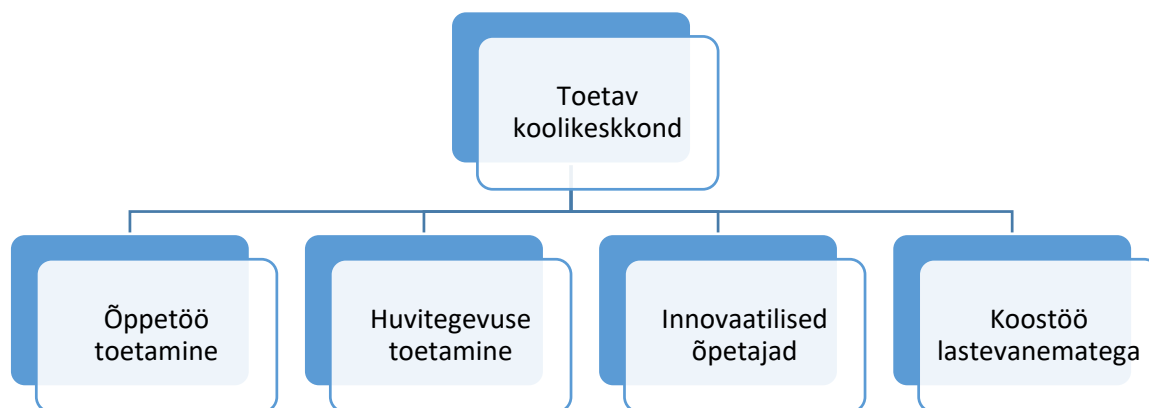 Toetav
koolikeskkond
Õppetöö
toetamine
Huvitegevuse
toetamine
Innovaatilised
õpetajad
Koostöö
lastevanematega